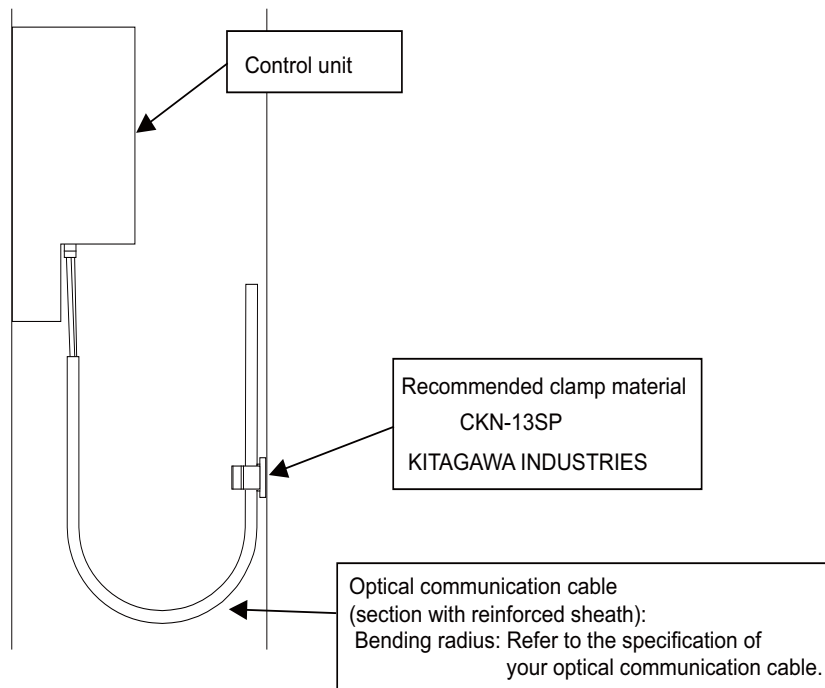 Control unit
Recommended clamp material
CKN-13SP
KITAGAWA INDUSTRIES
Optical communication cable
(section with reinforced sheath):
Bending radius: Refer to the specification of
your optical communication cable.